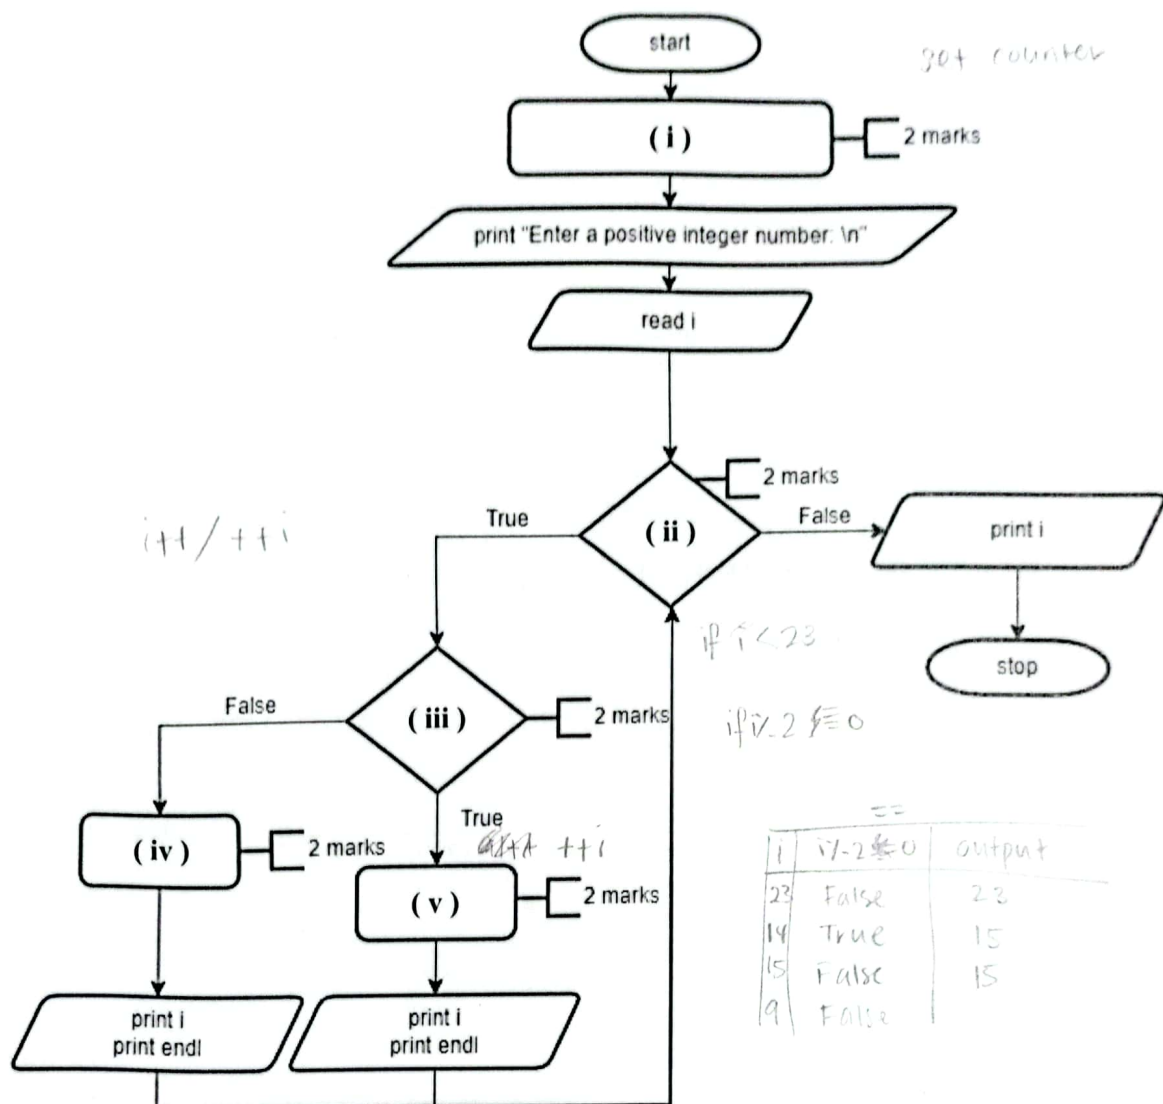 start
set counter
( i )
2 marks
print "Enter a positive integer number: \n"
read i
2 marks
( ii )
True
False
print i
stop
i++/++i
if i<23
if i%2 == 0
( iii )
2 marks
False
True
++i
( iv )
2 marks
( v )
2 marks
print i
print endl
print i
print endl
==
i i%2 0 output
23 False 23
14 True 15
15 False 15
9 False